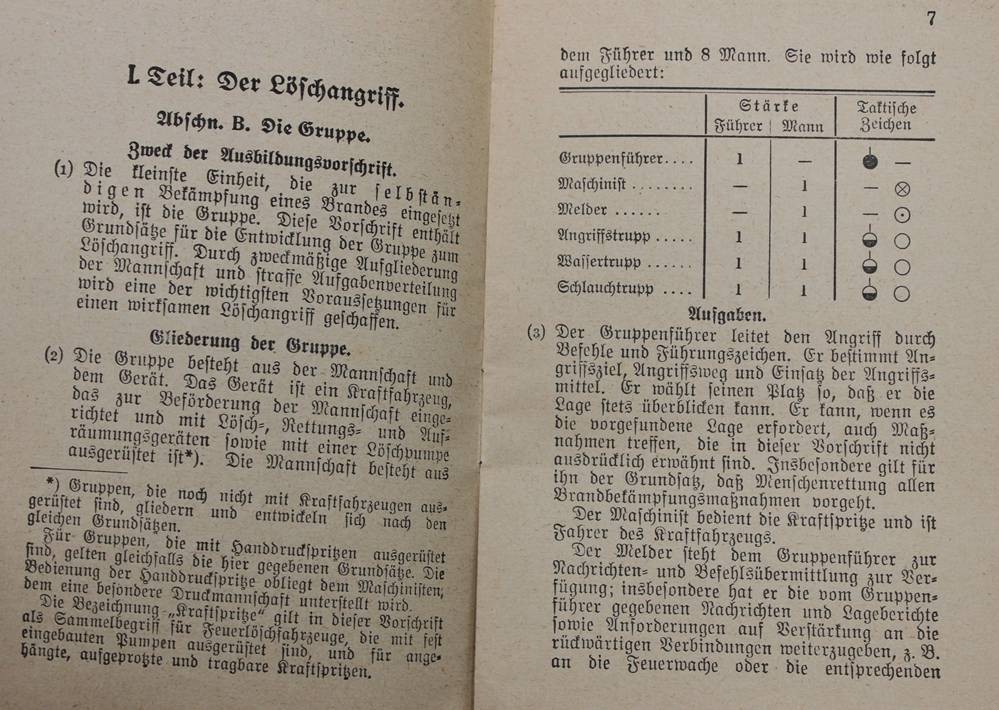 I. Teil: Der Löschangriff.
Abschn. B. Die Gruppe.
Zweck der Ausbildungsvorschrift.
(1) Die kleinste Einheit, die zur selbstän-
digen Bekämpfung eines Brandes eingesetzt
wird, ist die Gruppe. Diese Vorschrift enthält
Grundsätze für die Entwicklung der Gruppe zum
Löschangriff. Durch zweckmäßige Aufgliederung
der Mannschaft und straffe Aufgabenverteilung
wird eine der wichtigsten Voraussetzungen für
einen wirksamen Löschangriff geschaffen.
Gliederung der Gruppe.
(2) Die Gruppe besteht aus der Mannschaft und
dem Gerät. Das Gerät ist ein Kraftfahrzeug,
das zur Beförderung der Mannschaft einge-
richtet und mit Lösch-, Rettungs- und Auf-
räumungsgeräten sowie mit einer Löschpumpe
ausgerüstet ist*). Die Mannschaft besteht aus
*) Gruppen, die noch nicht mit Kraftfahrzeugen aus-
gerüstet sind, gliedern und entwickeln sich nach den
gleichen Grundsätzen.
Für Gruppen, die mit Handdruckspritzen ausgerüstet
sind, gelten gleichfalls die hier gegebenen Grundsätze. Die
Bedienung der Handdruckspritze obliegt dem Maschinisten,
dem eine besondere Druckmannschaft unterstellt wird.
Die Bezeichnung „Kraftspritze“ gilt in dieser Vorschrift
als Sammelbegriff für Feuerlöschfahrzeuge, die mit fest
eingebauten Pumpen ausgerüstet sind, und für ange-
hängte, aufgeprotzte und tragbare Kraftspritzen.
7
dem Führer und 8 Mann. Sie wird wie folgt
aufgegliedert:
Stärke Taktische
Führer Mann Zeichen
Gruppenführer.... 1 — —
Maschinist ........ — 1 —
Melder ...... — 1 —
Angriffstrupp ..... 1 1
Wassertrupp ...... 1 1
Schlauchtrupp .... 1 1
Aufgaben.
(3) Der Gruppenführer leitet den Angriff durch
Befehle und Führungszeichen. Er bestimmt An-
griffsziel, Angriffsweg und Einsatz der Angriffs-
mittel. Er wählt seinen Platz so, daß er die
Lage stets überblicken kann. Er kann, wenn es
die vorgefundene Lage erfordert, auch Maß-
nahmen treffen, die in dieser Vorschrift nicht
ausdrücklich erwähnt sind. Insbesondere gilt für
ihn der Grundsatz, daß Menschenrettung allen
Brandbekämpfungsmaßnahmen vorgeht.
Der Maschinist bedient die Kraftspritze und ist
Fahrer des Kraftfahrzeugs.
Der Melder steht dem Gruppenführer zur
Nachrichten- und Befehlsübermittlung zur Ver-
fügung; insbesondere hat er die vom Gruppen-
führer gegebenen Nachrichten und Lageberichte
sowie Anforderungen auf Verstärkung an die
rückwärtigen Verbindungen weiterzugeben, z. B.
an die Feuerwache oder die entsprechenden